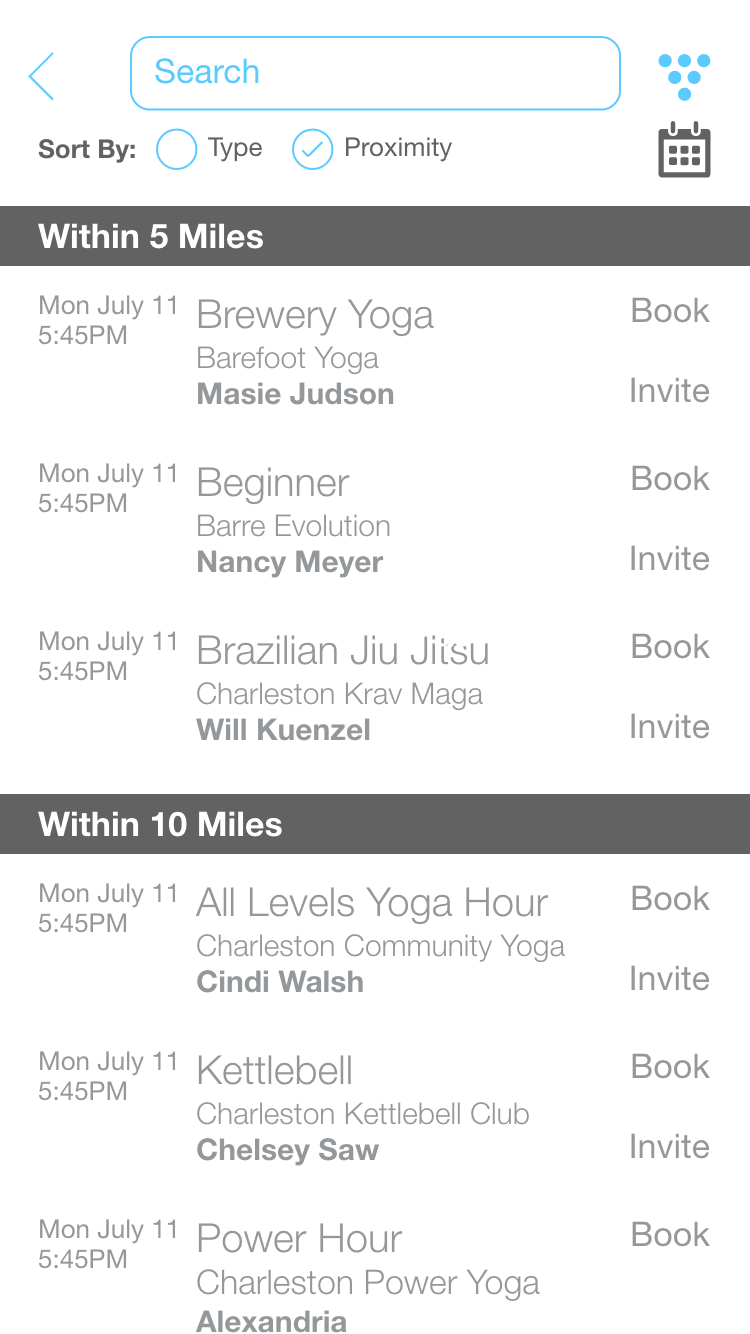 Search
Sort By: Type Proximity
Within 5 Miles
Mon July 11 Brewery Yoga Book
5:45PM
Barefoot Yoga
Masie Judson Invite
Mon July 11 Beginner Book
5:45PM
Barre Evolution
Nancy Meyer Invite
Mon July 11 Brazilian Jiu Jitsu Book
5:45PM
Charleston Krav Maga
Will Kuenzel Invite
Within 10 Miles
Mon July 11 All Levels Yoga Hour Book
5:45PM
Charleston Community Yoga
Cindi Walsh Invite
Mon July 11 Kettlebell Book
5:45PM
Charleston Kettlebell Club
Chelsey Saw Invite
Mon July 11 Power Hour Book
5:45PM
Charleston Power Yoga
Alexandria